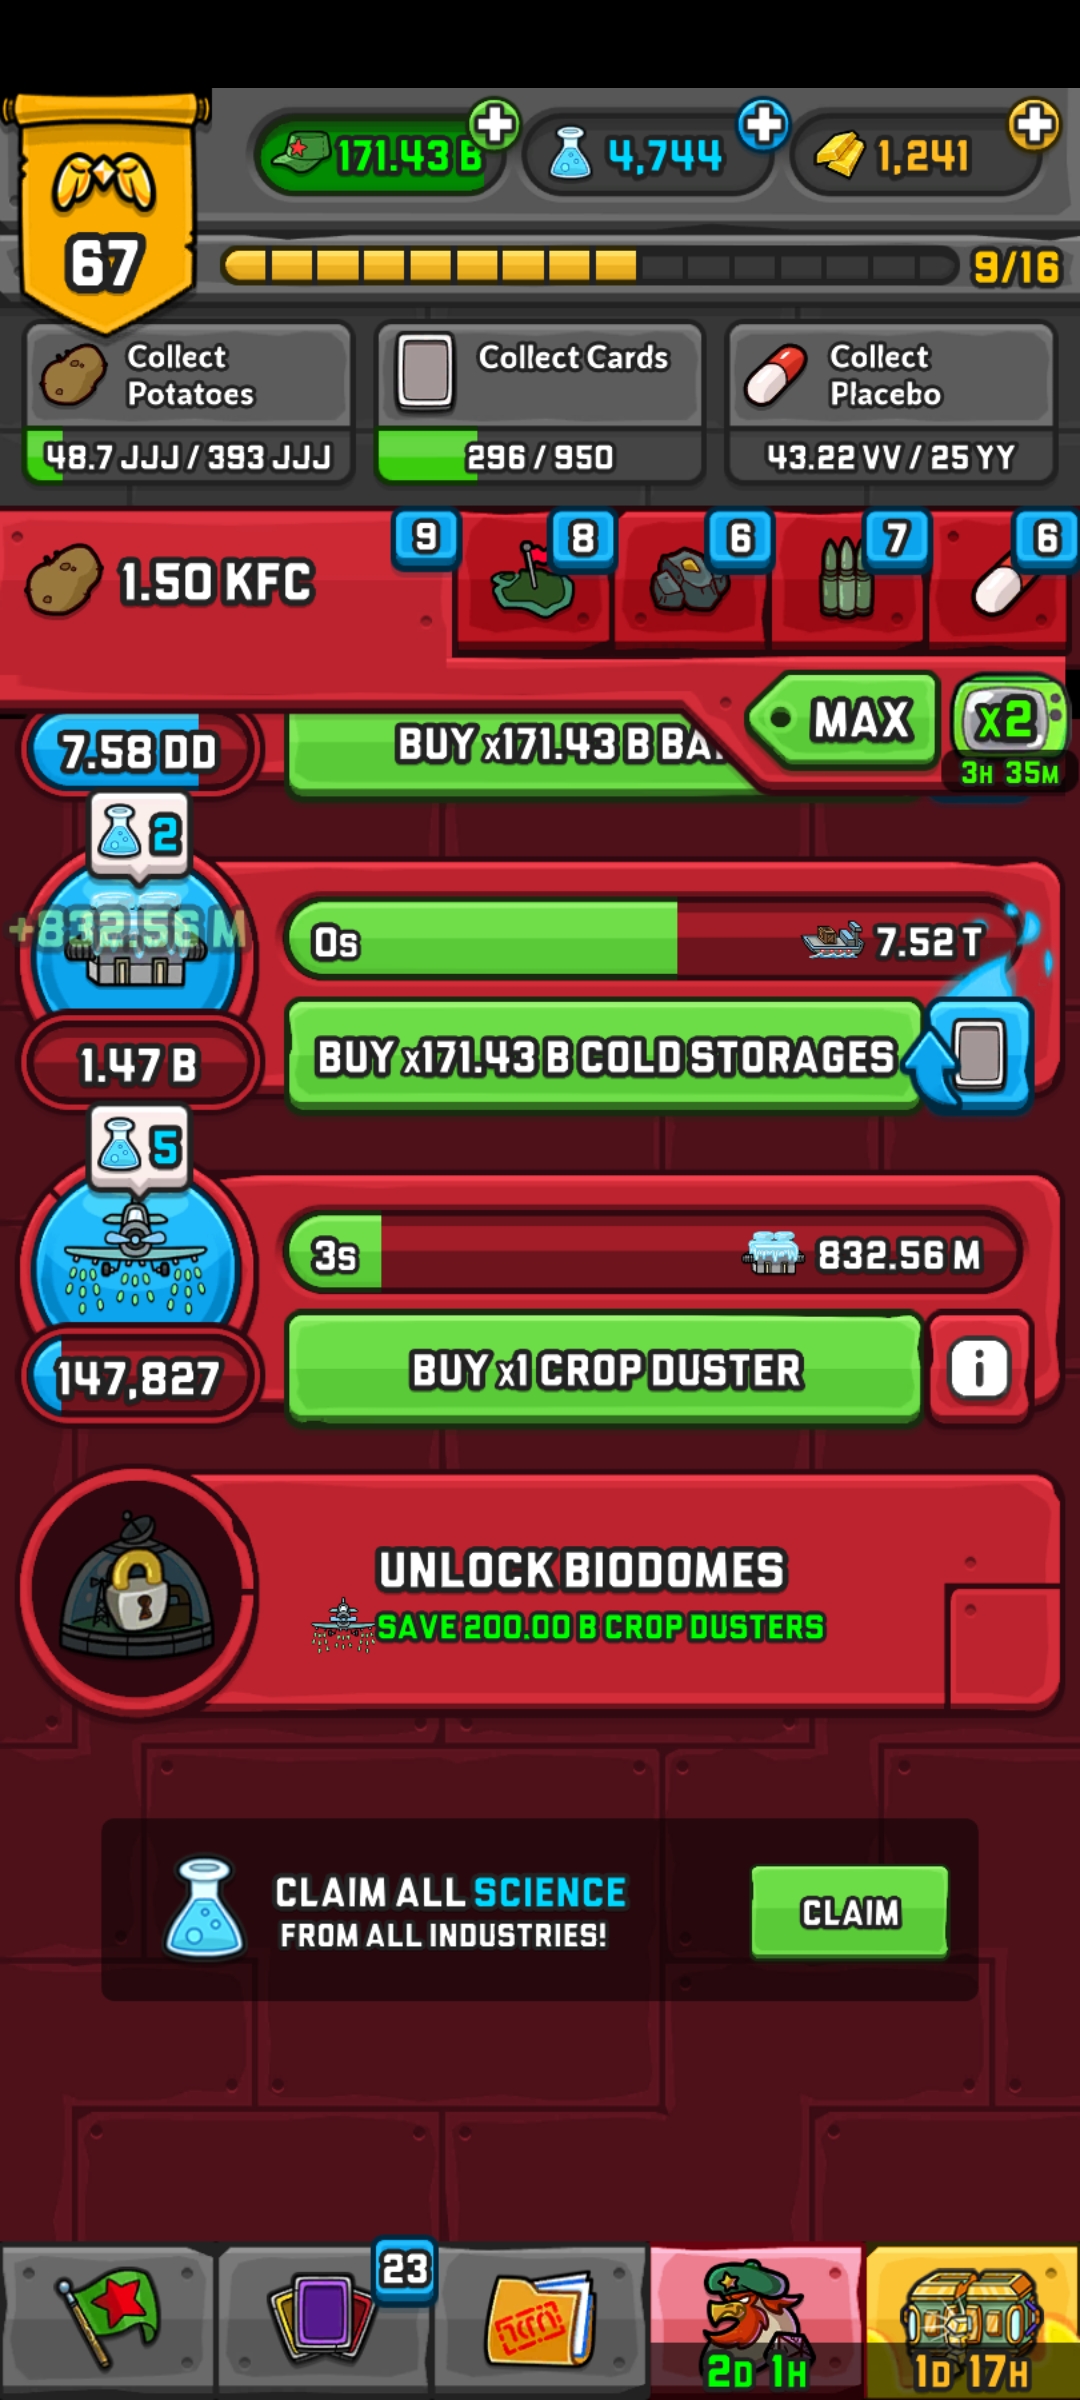 171.43 B
4,744
1,241
67
9/16
Collect Potatoes
48.7 JJJ / 393 JJJ
Collect Cards
296 / 950
Collect Placebo
43.22 VV / 25 YY
1.50 KFC
9
8
6
7
6
MAX
x2
3H 35M
7.58 DD
BUY x171.43 B BA
2
+832.56 M
0s
7.52 T
1.47 B
BUY x171.43 B COLD STORAGES
5
3s
832.56 M
147,827
BUY x1 CROP DUSTER
i
UNLOCK BIODOMES
SAVE 200.00 B CROP DUSTERS
CLAIM ALL SCIENCE
FROM ALL INDUSTRIES!
CLAIM
23
2D 1H
1D 17H